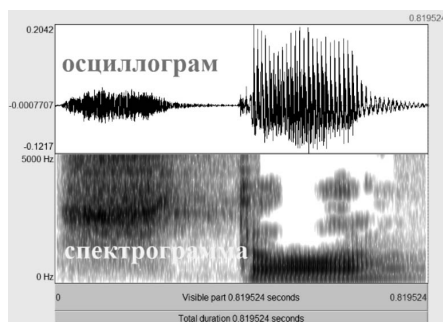 0.819524
0.2042
осциллограм
-0.0007707
-0.1217
5000 Hz
спектрограмма
0 Hz
0 Visible part 0.819524 seconds 0.819524
Total duration 0.819524 seconds